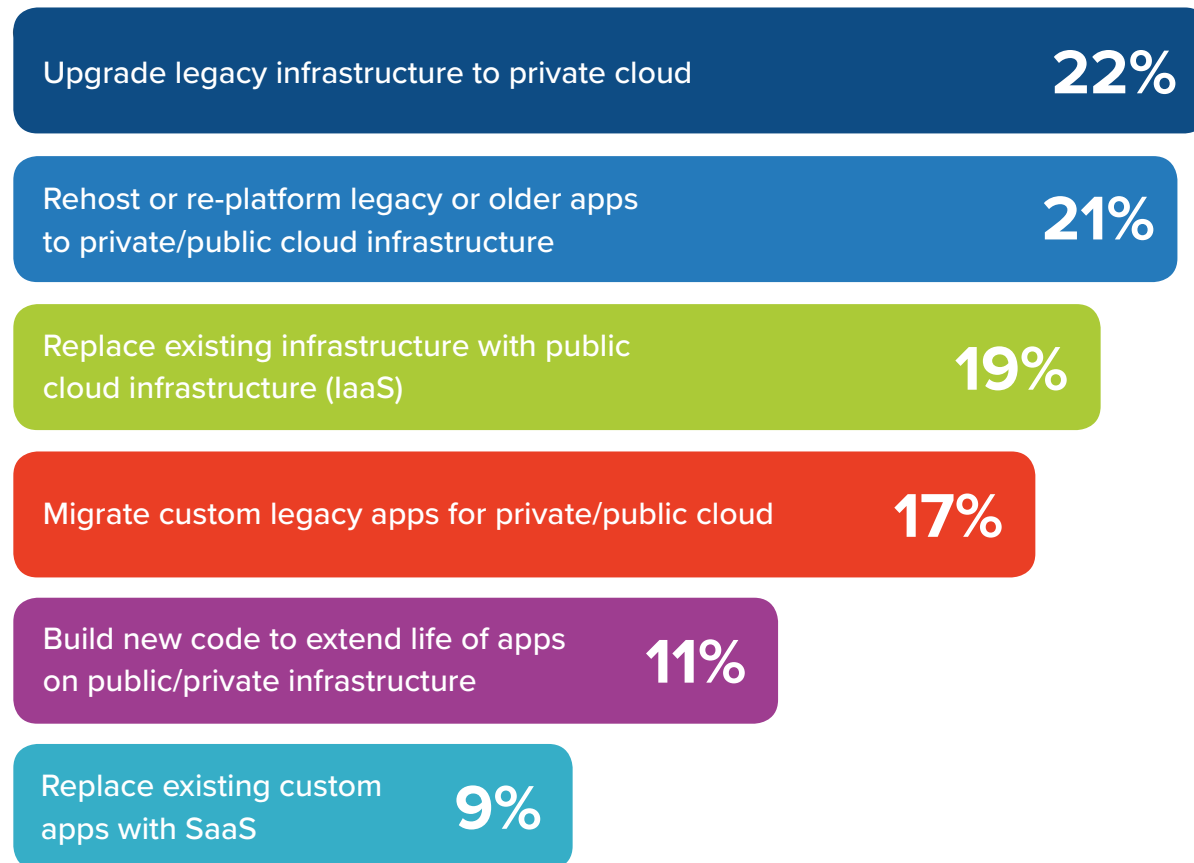 Upgrade legacy infrastructure to private cloud 22%
Rehost or re-platform legacy or older apps
to private/public cloud infrastructure
21%
Replace existing infrastructure with public
cloud infrastructure (IaaS)
19%
Migrate custom legacy apps for private/public cloud 17%
Build new code to extend life of apps
on public/private infrastructure
11%
Replace existing custom
apps with SaaS
9%